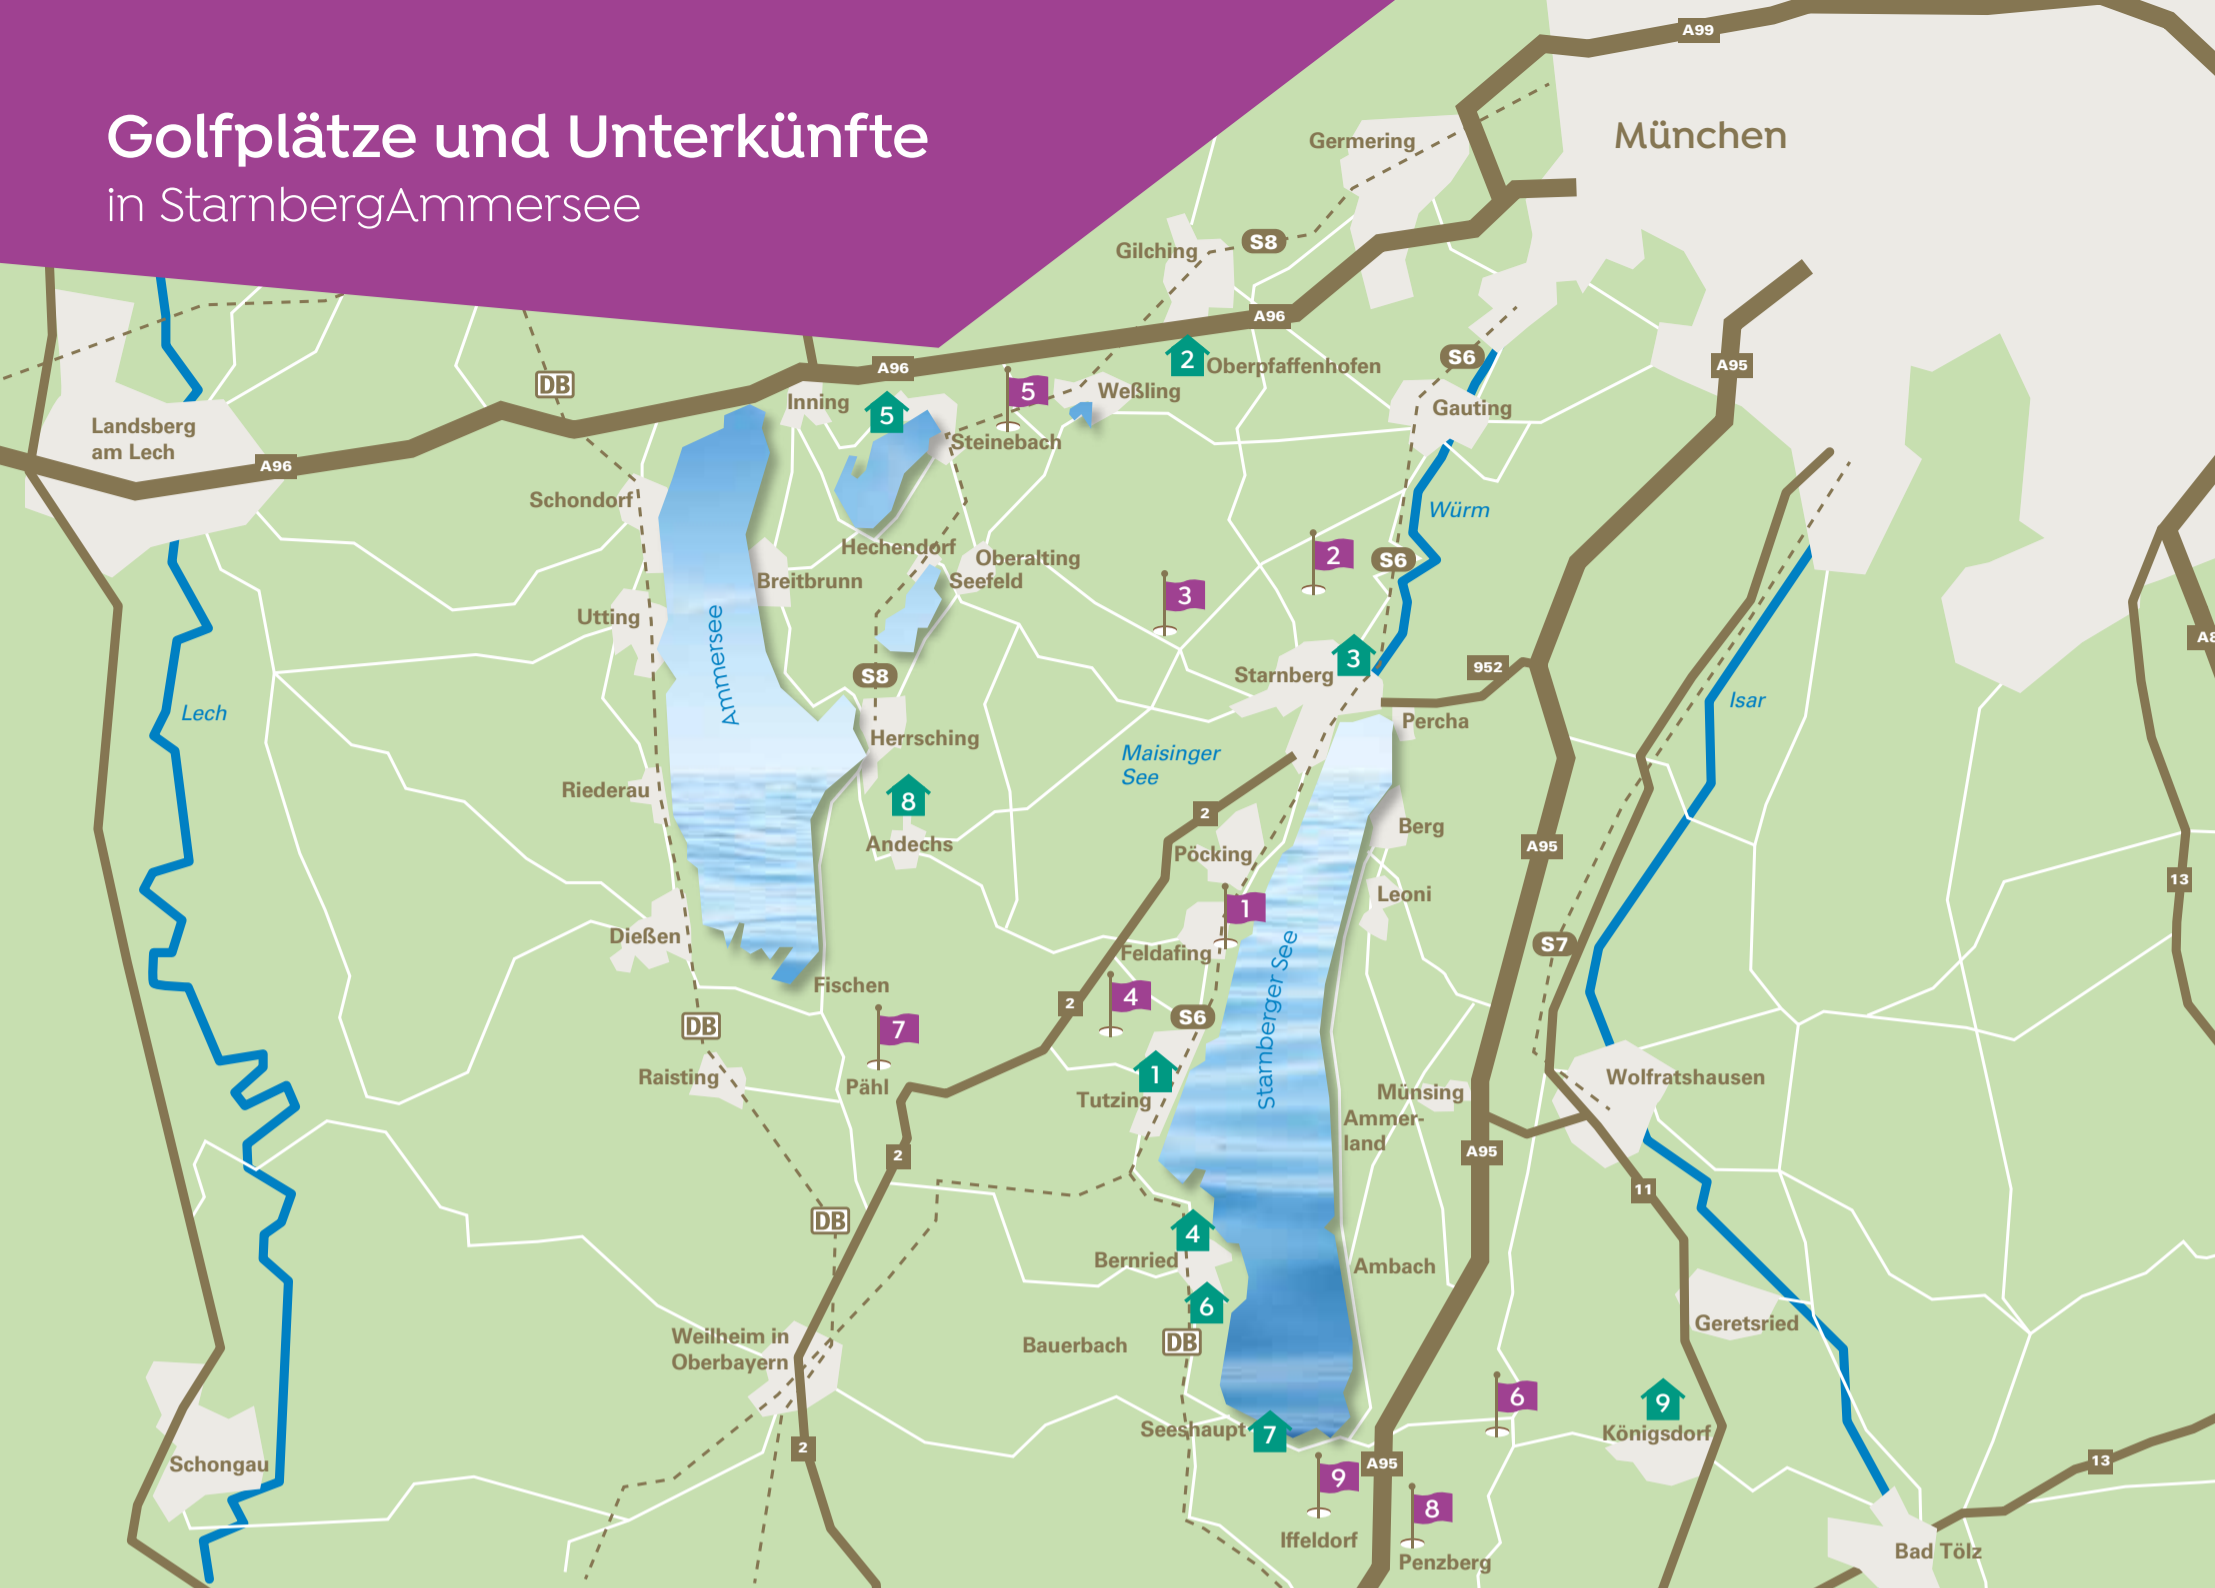 Golfplätze und Unterkünfte
in StarnbergAmmersee
A99
München
Germering
S8
Gilching
A96
2
Oberpfaffenhofen
S6
A95
DB
A96
5
Weßling
Inning
5
Gauting
Landsberg
am Lech
Steinebach
A96
Schondorf
Würm
Hechendorf
Oberalting
2
S6
Breitbrunn
Seefeld
3
Utting
A8
Ammersee
3
Starnberg
952
S8
Isar
Lech
Percha
Herrsching
Maisinger
See
Riederau
8
2
Berg
Andechs
Pöcking
A95
13
Leoni
1
Dießen
Feldafing
S7
Starnberger See
Fischen
4
2
DB
7
S6
Raisting
Pähl
1
Tutzing
Münsing
Wolfratshausen
Ammer-
land
2
A95
11
DB
4
Bernried
Ambach
6
Geretsried
Weilheim in
Oberbayern
Bauerbach
DB
6
9
Königsdorf
Seeshaupt
7
2
Schongau
A95
13
9
8
Iffeldorf
Penzberg
Bad Tölz